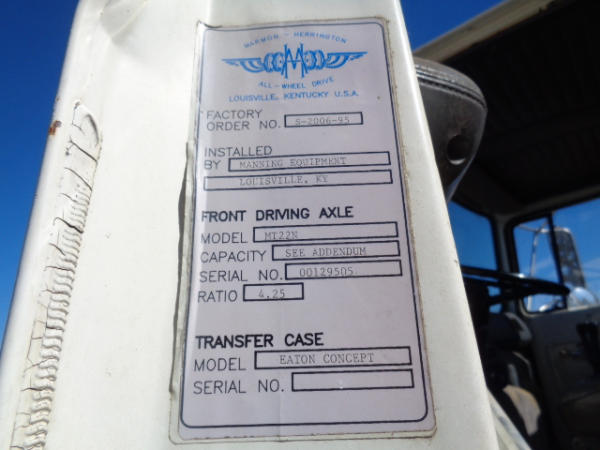 MARMON - HERRINGTON
M
ALL-WHEEL DRIVE
LOUISVILLE, KENTUCKY U.S.A.
FACTORY
ORDER NO. S-2006-95
INSTALLED
BY MANNING EQUIPMENT
LOUISVILLE, KY
FRONT DRIVING AXLE
MODEL MT22N
CAPACITY SEE ADDENDUM
SERIAL NO. 00129505
RATIO 4.25
TRANSFER CASE
MODEL EATON CONCEPT
SERIAL NO.